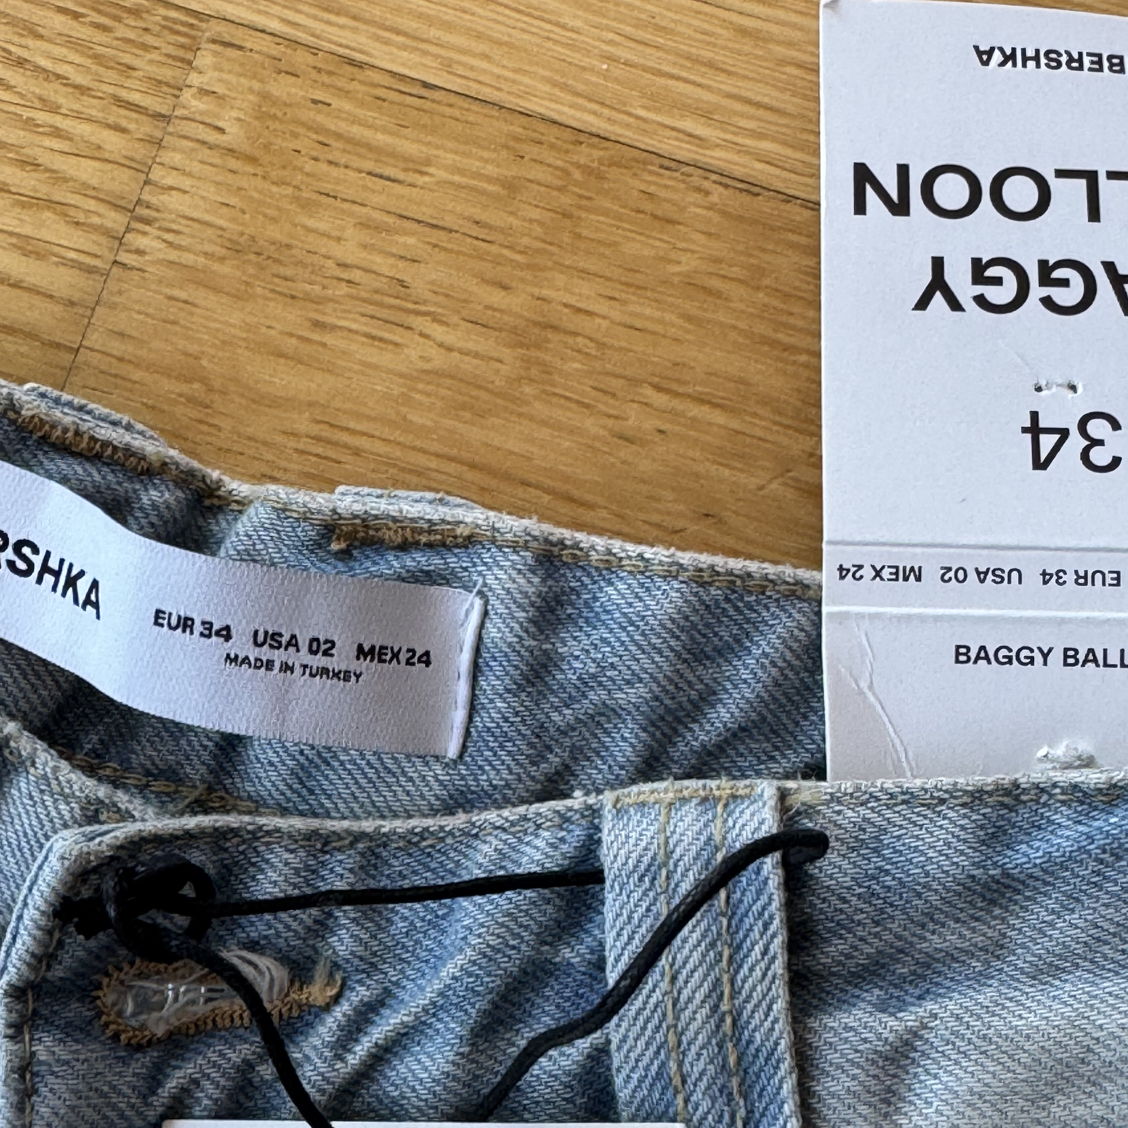 BERSHKA
LLOON
AGGY
34
EUR 34 USA 02 MEX 24
BAGGY BALL
RSHKA
EUR 34 USA 02 MEX 24
MADE IN TURKEY